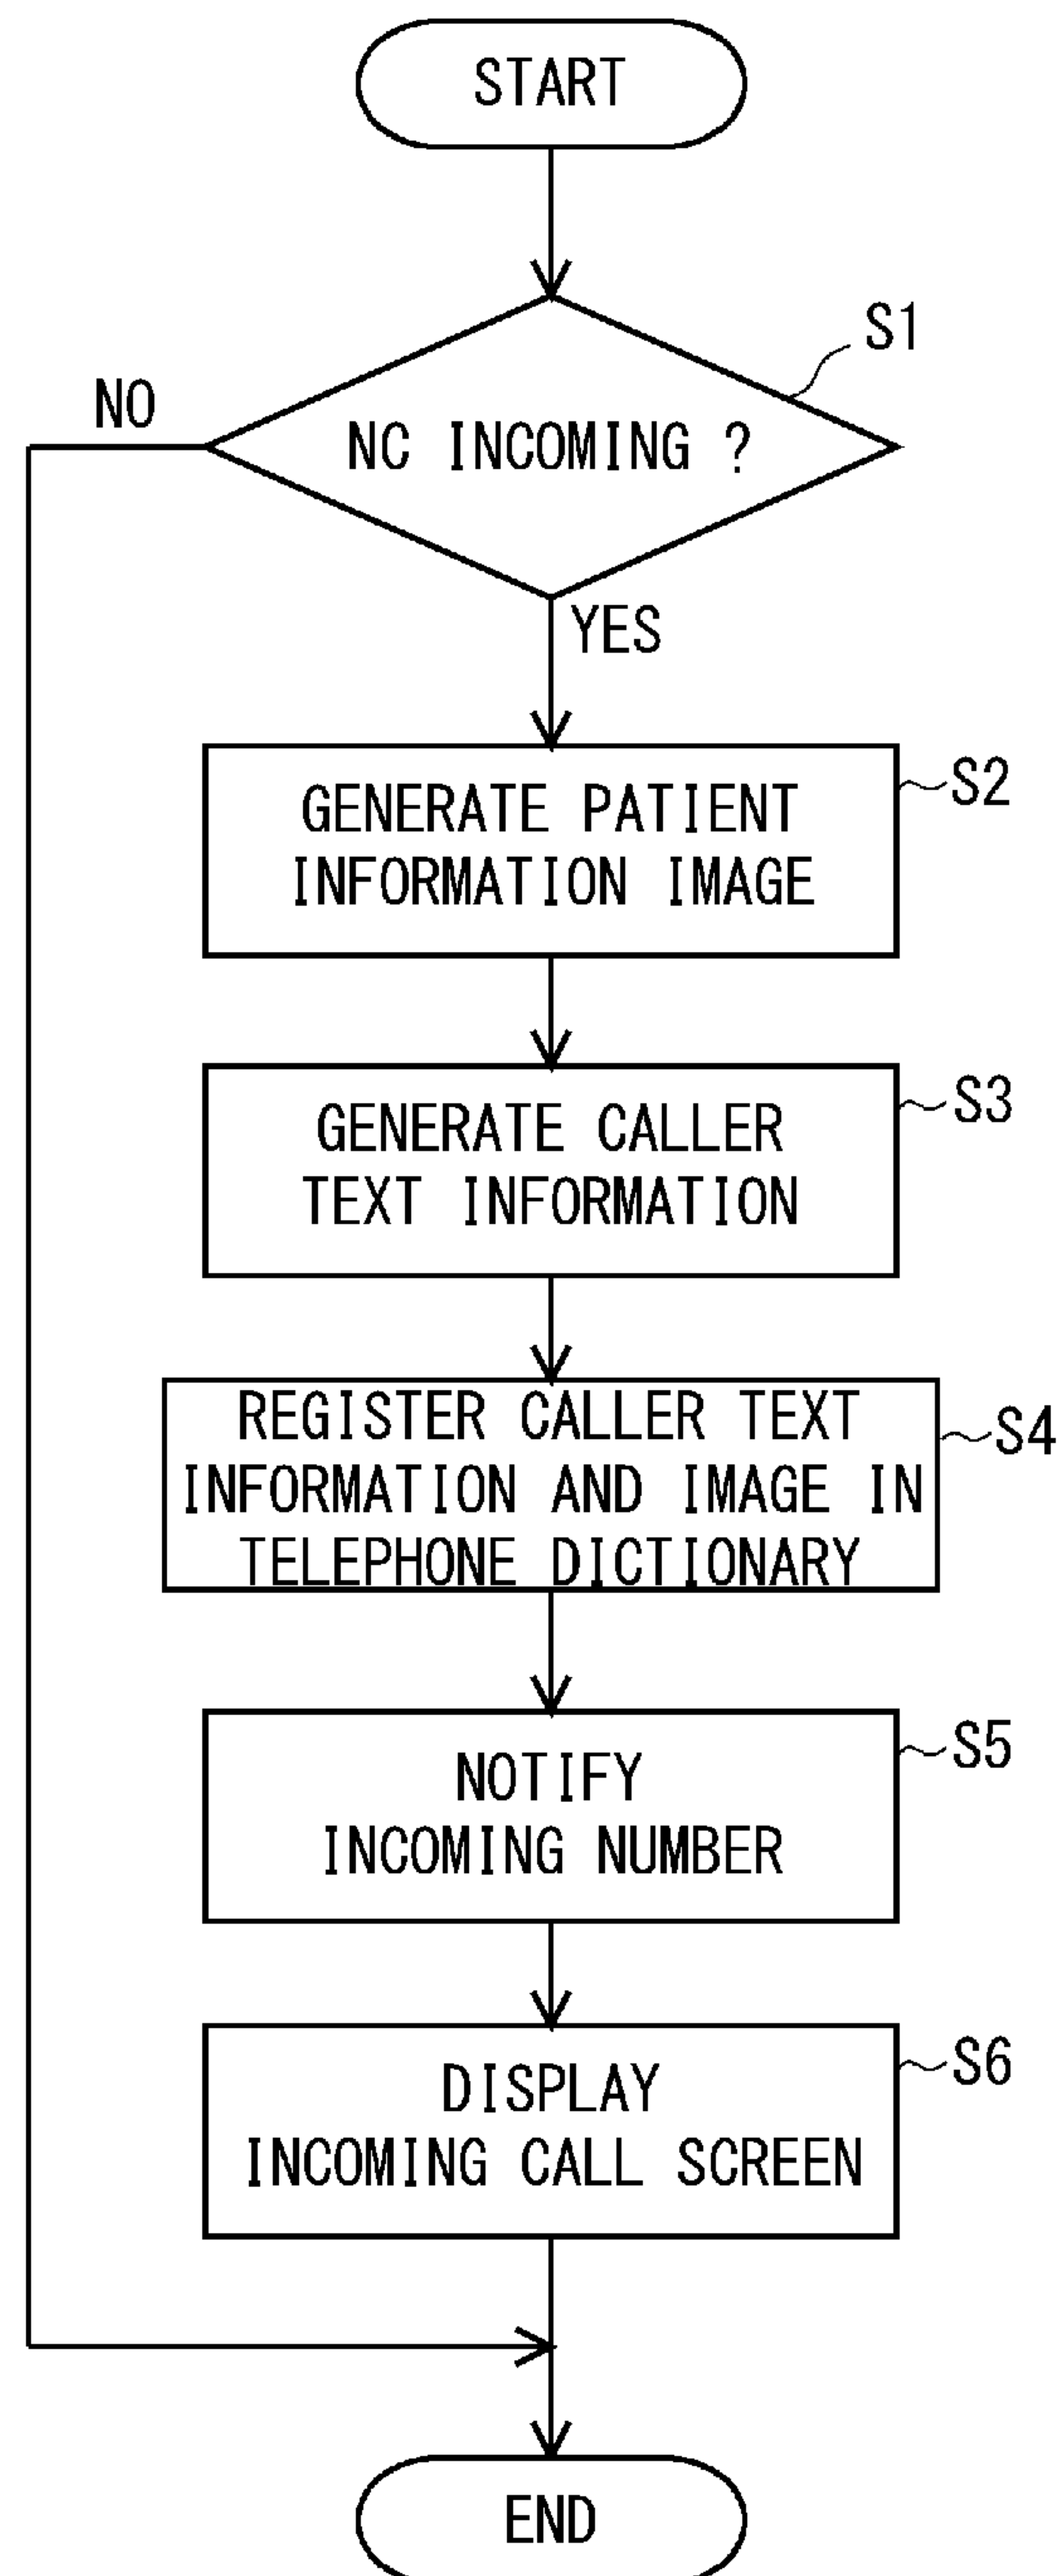 START
S1
NO
NC INCOMING ?
YES
S2
GENERATE PATIENT
INFORMATION IMAGE
S3
GENERATE CALLER
TEXT INFORMATION
REGISTER CALLER TEXT
S4
INFORMATION AND IMAGE IN
TELEPHONE DICTIONARY
S5
NOTIFY
INCOMING NUMBER
S6
DISPLAY
INCOMING CALL SCREEN
END